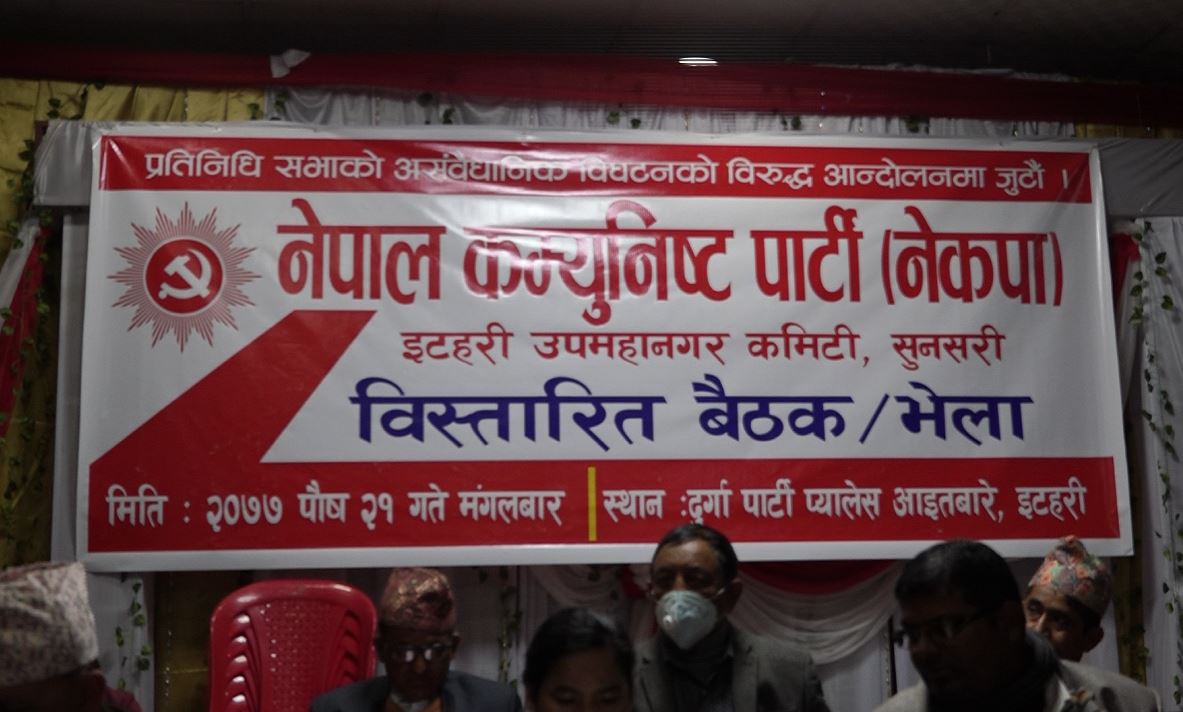 प्रतिनिधि सभाको असंवैधानिक विघटनको विरुद्ध आन्दोलनमा जुटौं ।
नेपाल कम्युनिष्ट पार्टी (नेकपा)
इटहरी उपमहानगर कमिटी, सुनसरी
विस्तारित बैठक / भेला
मिति : २०७७ पौष २१ गते मंगलबार
स्थान :दुर्गा पार्टी प्यालेस आइतबारे, इटहरी